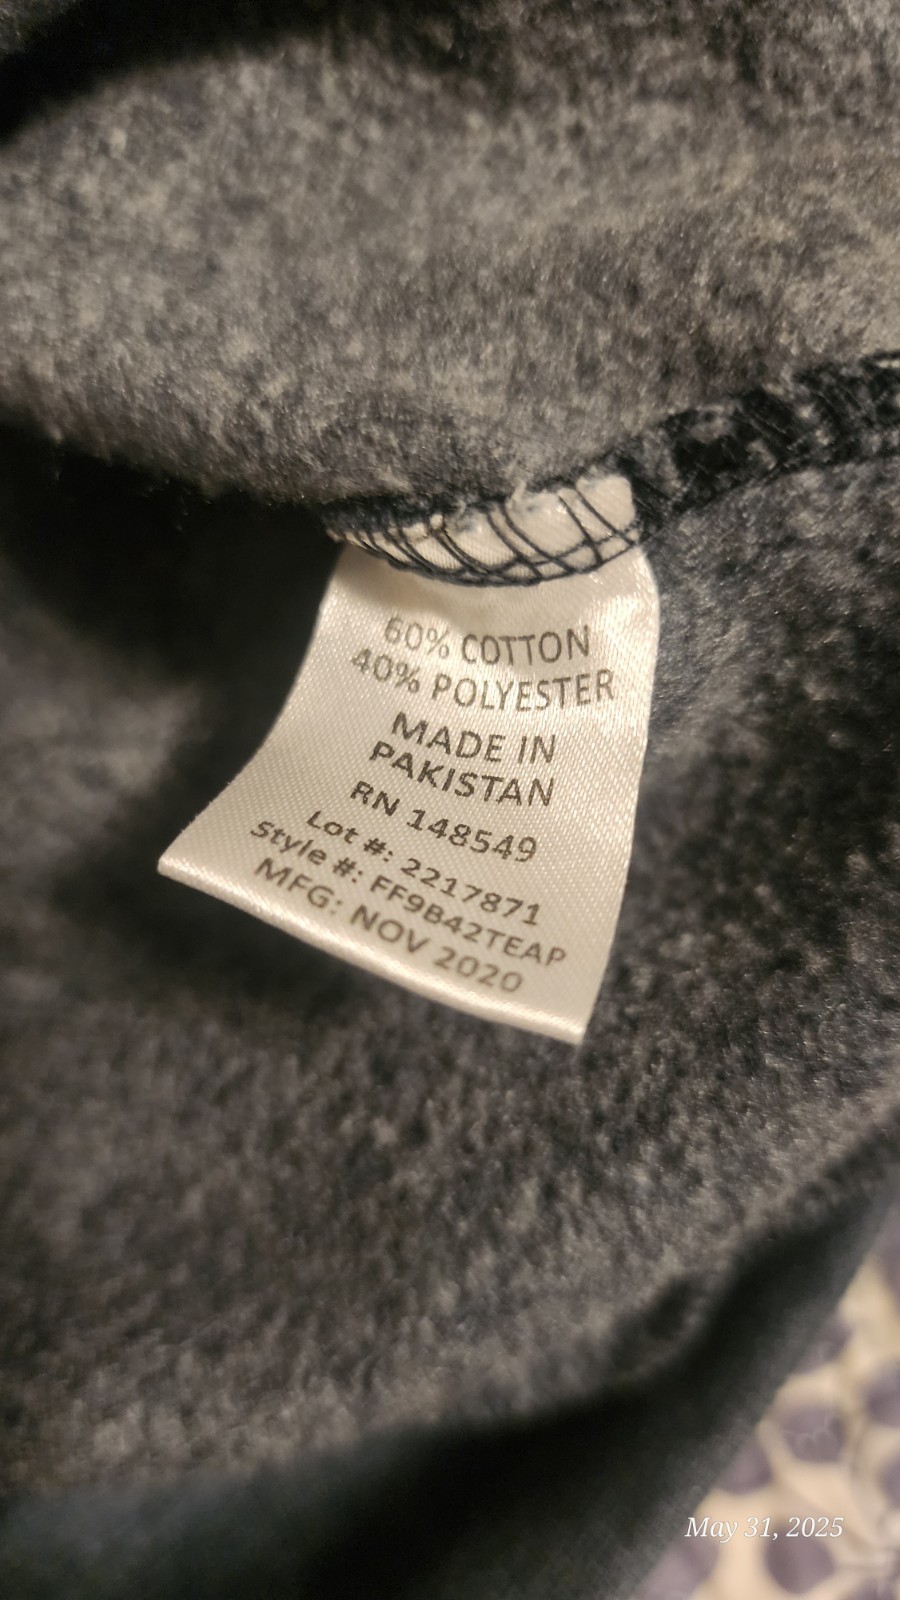 60% COTTON
40% POLYESTER
MADE IN
PAKISTAN
RN 148549
Lot #: 2217871
Style #: FF9B42TEAP
MFG: NOV 2020
May 31, 2025